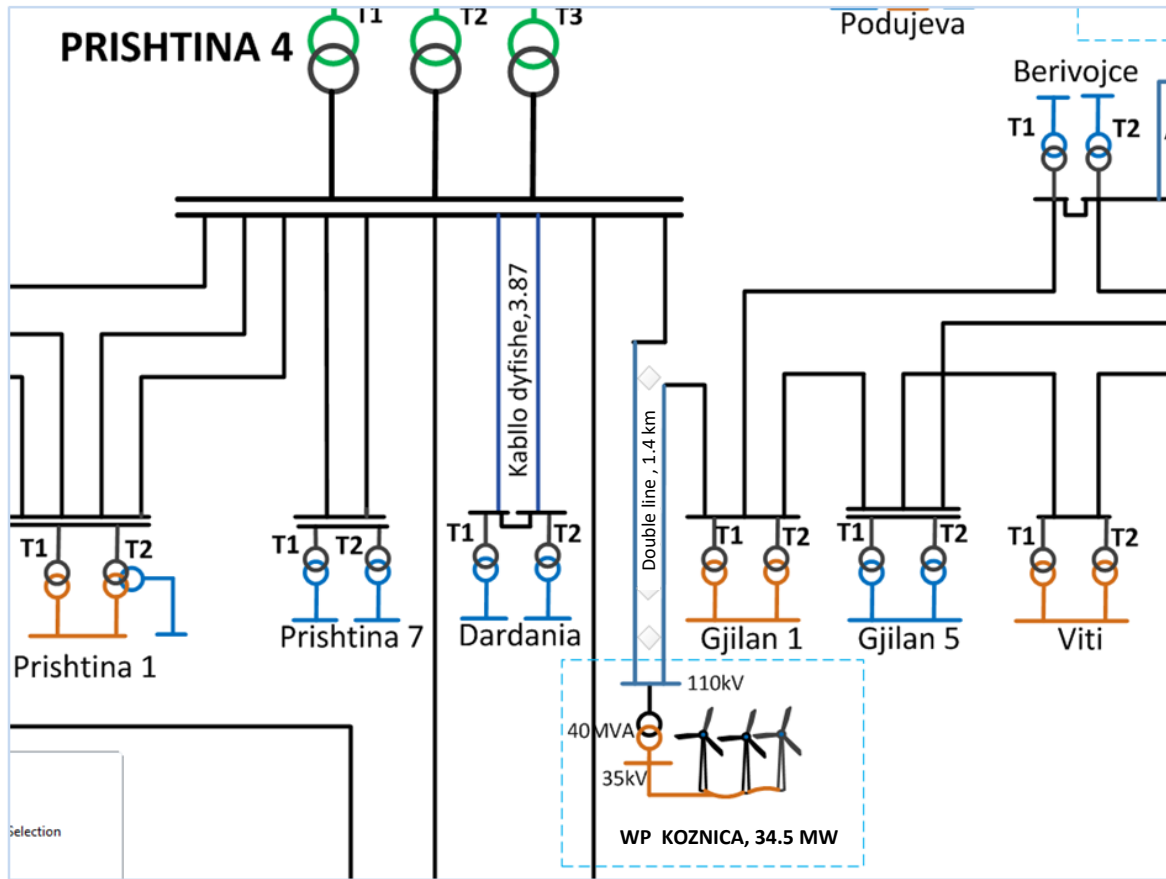 T1
T2
T3
PRISHTINA 4
Podujeva
Berivojce
T1
T2
Kabllo dyfishe,3.87
Double line , 1.4 km
T1
T2
T1
T2
T1
T2
T1
T2
T1
T2
T1
T2
Prishtina 1
Prishtina 7
Dardania
Gjilan 1
Gjilan 5
Viti
110kV
40MVA
35kV
WP KOZNICA, 34.5 MW
Selection